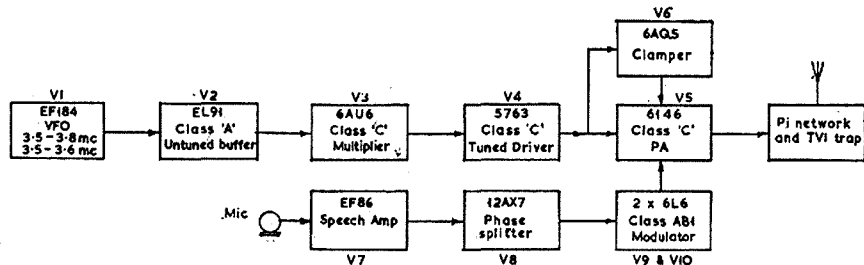 V6
6AQ5
Clamper
V1
EF184
VFO
3·5-3·8mc
3·5-3·6mc
V2
EL91
Class 'A'
Untuned buffer
V3
6AU6
Class 'C'
Multiplier
V4
5763
Class 'C'
Tuned Driver
V5
6146
Class 'C'
PA
Pi network
and TVI trap
Mic
EF86
Speech Amp
V7
12AX7
Phase
splitter
V8
2 x 6L6
Class AB1
Modulator
V9 & V10